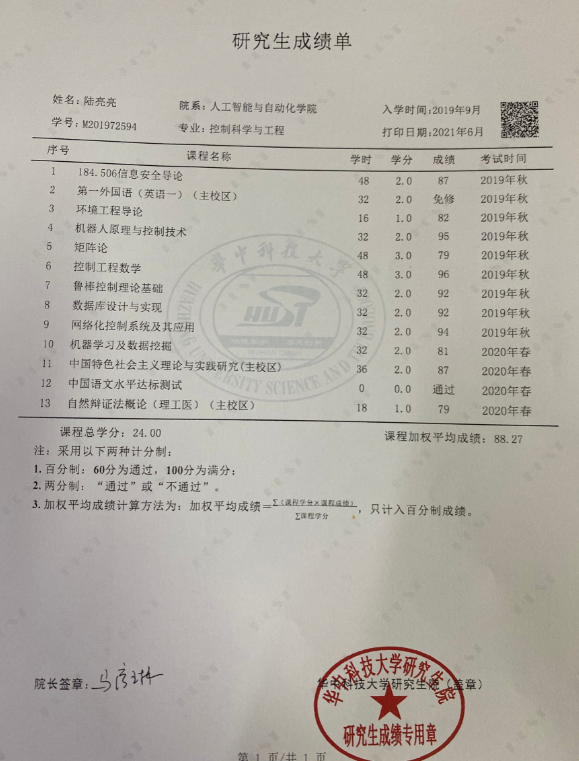 研究生成绩单
姓名：陆亮亮 院系：人工智能与自动化学院 入学时间：2019年9月
学号：M201972594 专业：控制科学与工程 打印日期：2021年6月
序号 课程名称 学时 学分 成绩 考试时间
1 184.506信息安全导论 48 2.0 87 2019年秋
2 第一外国语（英语一）（主校区） 32 2.0 免修 2019年秋
3 环境工程导论 16 1.0 82 2019年秋
4 机器人原理与控制技术 32 2.0 95 2019年秋
5 矩阵论 48 3.0 79 2019年秋
6 控制工程数学 48 3.0 96 2019年秋
7 鲁棒控制理论基础 32 2.0 92 2019年秋
8 数据库设计与实现 32 2.0 92 2019年秋
9 网络化控制系统及其应用 32 2.0 94 2019年秋
10 机器学习及数据挖掘 32 2.0 81 2020年春
11 中国特色社会主义理论与实践研究(主校区) 36 2.0 87 2020年春
12 中国语文水平达标测试 0 0.0 通过 2020年春
13 自然辩证法概论（理工医）（主校区） 18 1.0 79 2020年春
课程总学分：24.00 课程加权平均成绩：88.27
注：采用以下两种计分制：
1.百分制：60分为通过，100分为满分；
2.两分制：“通过”或“不通过”。
3.加权平均成绩计算方法为：加权平均成绩=∑(课程学分×课程成绩)/∑课程学分，只计入百分制成绩。
院长签章： 华中科技大学研究生院（盖章）
华中科技大学研究生院
研究生成绩专用章
第 1 页/共 1 页